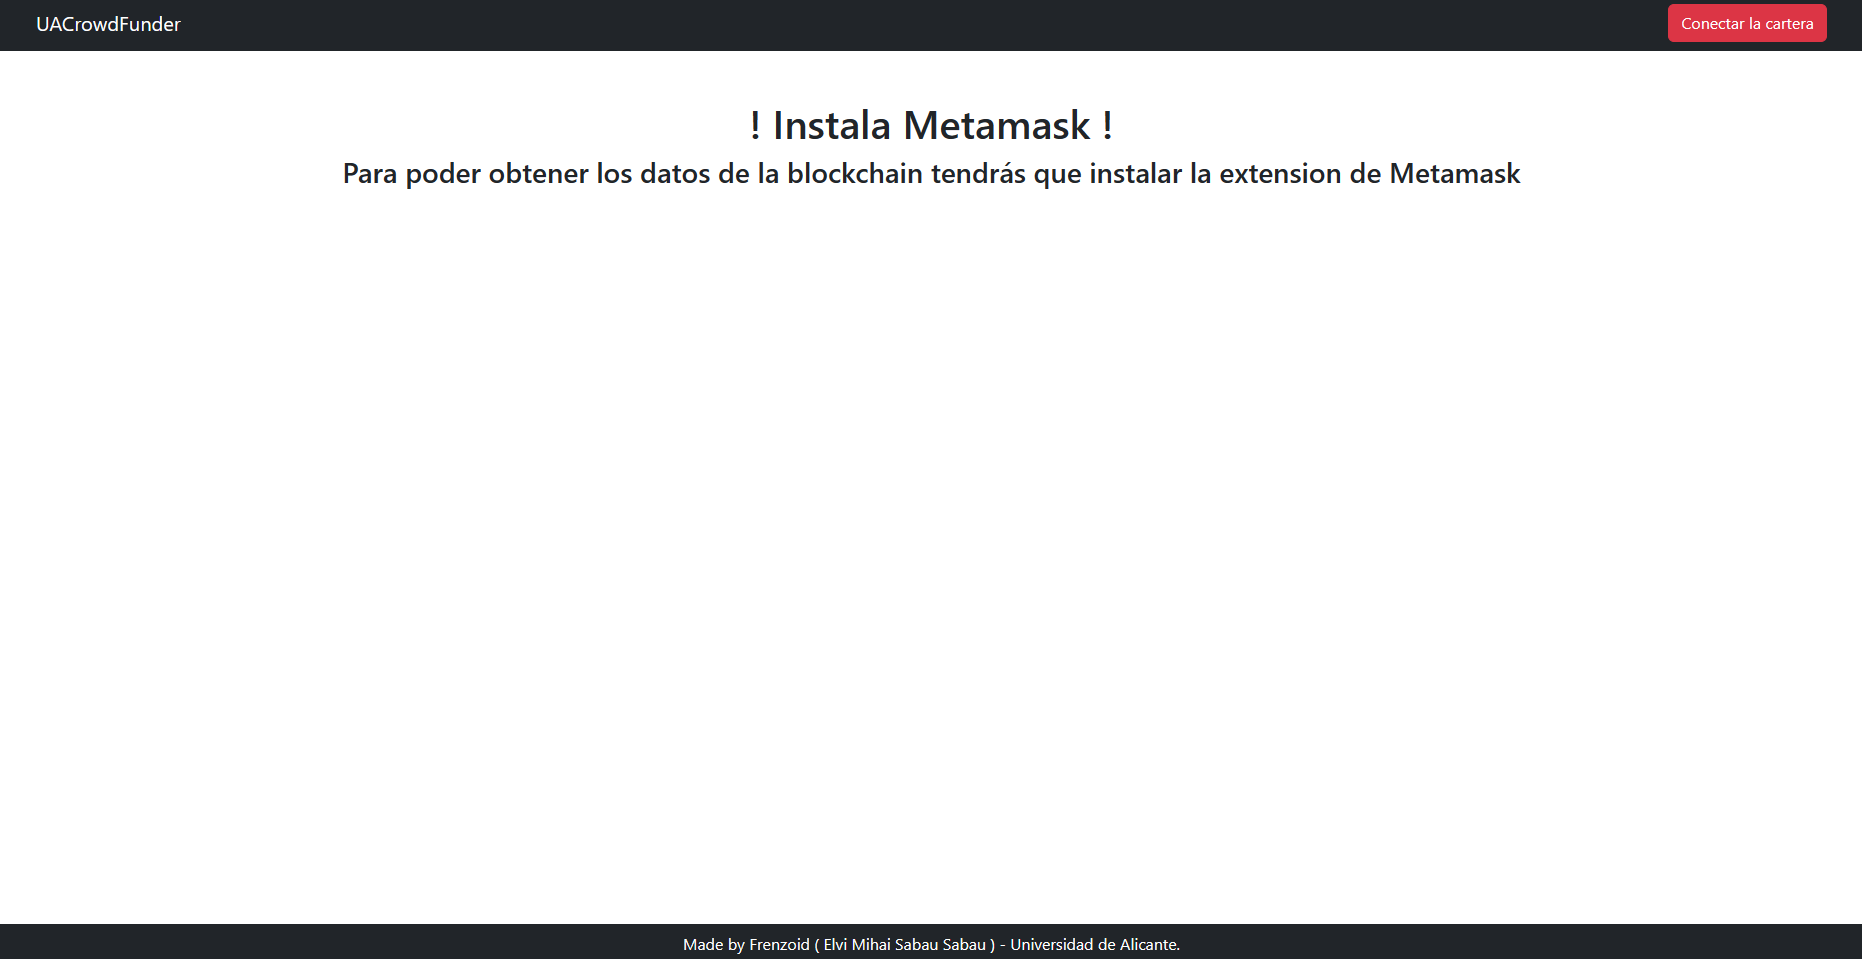 UACrowdFunder
Conectar la cartera
! Instala Metamask !
Para poder obtener los datos de la blockchain tendrás que instalar la extension de Metamask
Made by Frenzoid ( Elvi Mihai Sabau Sabau ) - Universidad de Alicante.